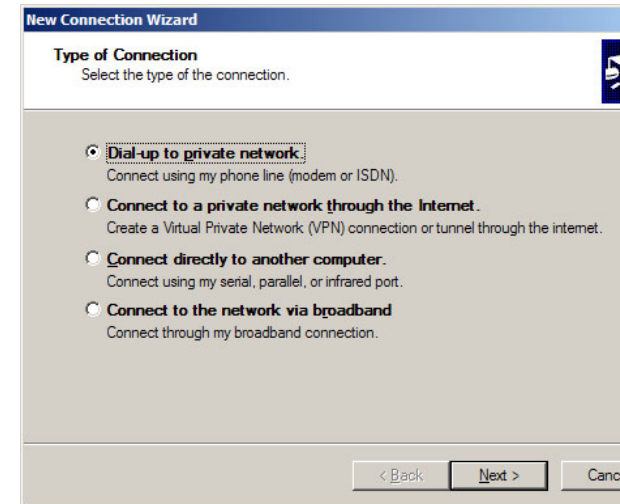 New Connection Wizard
Type of Connection
Select the type of the connection.
Dial-up to private network.
Connect using my phone line (modem or ISDN).
Connect to a private network through the Internet.
Create a Virtual Private Network (VPN) connection or tunnel through the internet.
Connect directly to another computer.
Connect using my serial, parallel, or infrared port.
Connect to the network via broadband
Connect through my broadband connection.
< Back Next > Canc